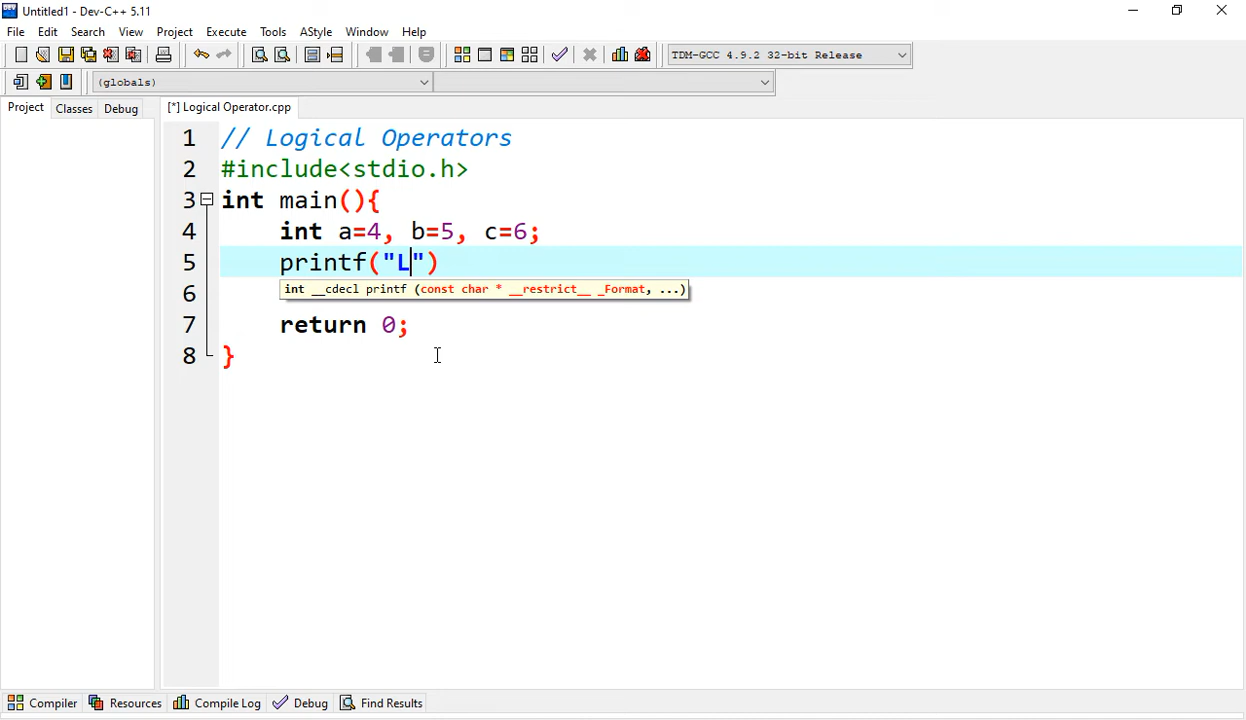 Untitled1 - Dev-C++ 5.11
File Edit Search View Project Execute Tools AStyle Window Help
TDM-GCC 4.9.2 32-bit Release
(globals)
Project Classes Debug [*] Logical Operator.cpp
1 // Logical Operators
2 #include<stdio.h>
3 int main(){
4 int a=4, b=5, c=6;
5 printf("L")
6 int __cdecl printf (const char * __restrict__ _Format, ...)
7 return 0;
8 }
Compiler Resources Compile Log Debug Find Results